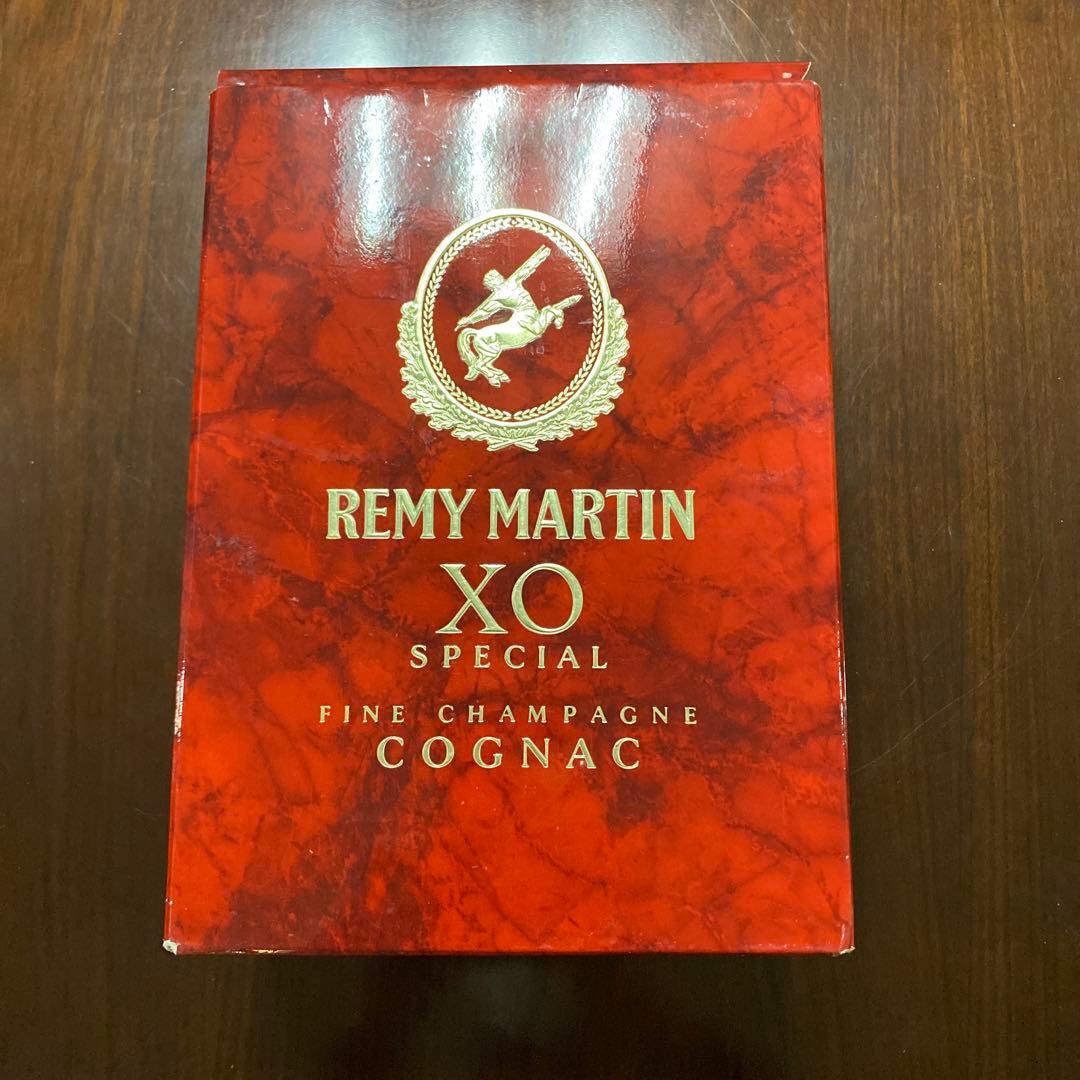 REMY MARTIN
XO
SPECIAL
FINE CHAMPAGNE
COGNAC